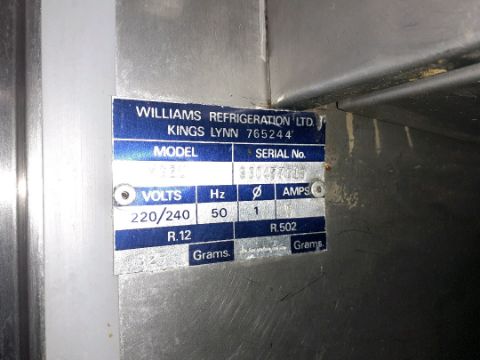 WILLIAMS REFRIGERATION LTD.
KINGS LYNN 765244
MODEL SERIAL No.
VOLTS Hz Ø AMPS
220/240 50 1
R.12 R.502
Grams. Grams.